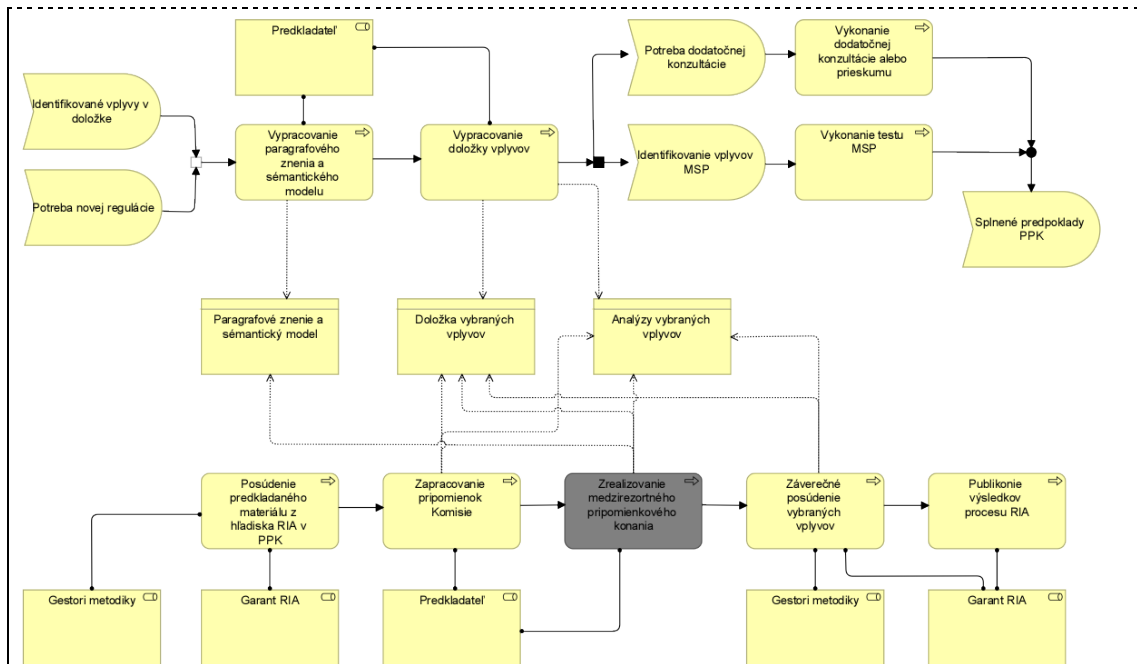 Predkladateľ
Potreba dodatočnej
konzultácie
Vykonanie
dodatočnej
konzultácie alebo
prieskumu
Identifikované vplyvy v
doložke
Vypracovanie
paragrafového
znenia a
sémantického
modelu
Vypracovanie
doložky vplyvov
Identifikovanie vplyvov
MSP
Vykonanie testu
MSP
Potreba novej regulácie
Splnené predpoklady
PPK
Paragrafové znenie a
sémantický model
Doložka vybraných
vplyvov
Analýzy vybraných
vplyvov
Posúdenie
predkladaného
materiálu z
hľadiska RIA v
PPK
Zapracovanie
pripomienok
Komisie
Zrealizovanie
medzirezortného
pripomienkového
konania
Záverečné
posúdenie
vybraných
vplyvov
Publikonie
výsledkov
procesu RIA
Gestori metodiky
Garant RIA
Predkladateľ
Gestori metodiky
Garant RIA